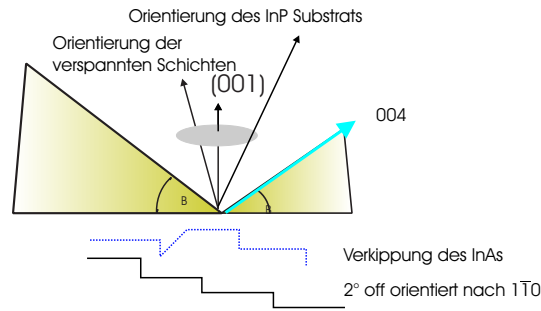 Orientierung des InP Substrats
Orientierung der
verspannten Schichten
(001)
004
B
B
Verkippung des InAs
2° off orientiert nach 11̅0